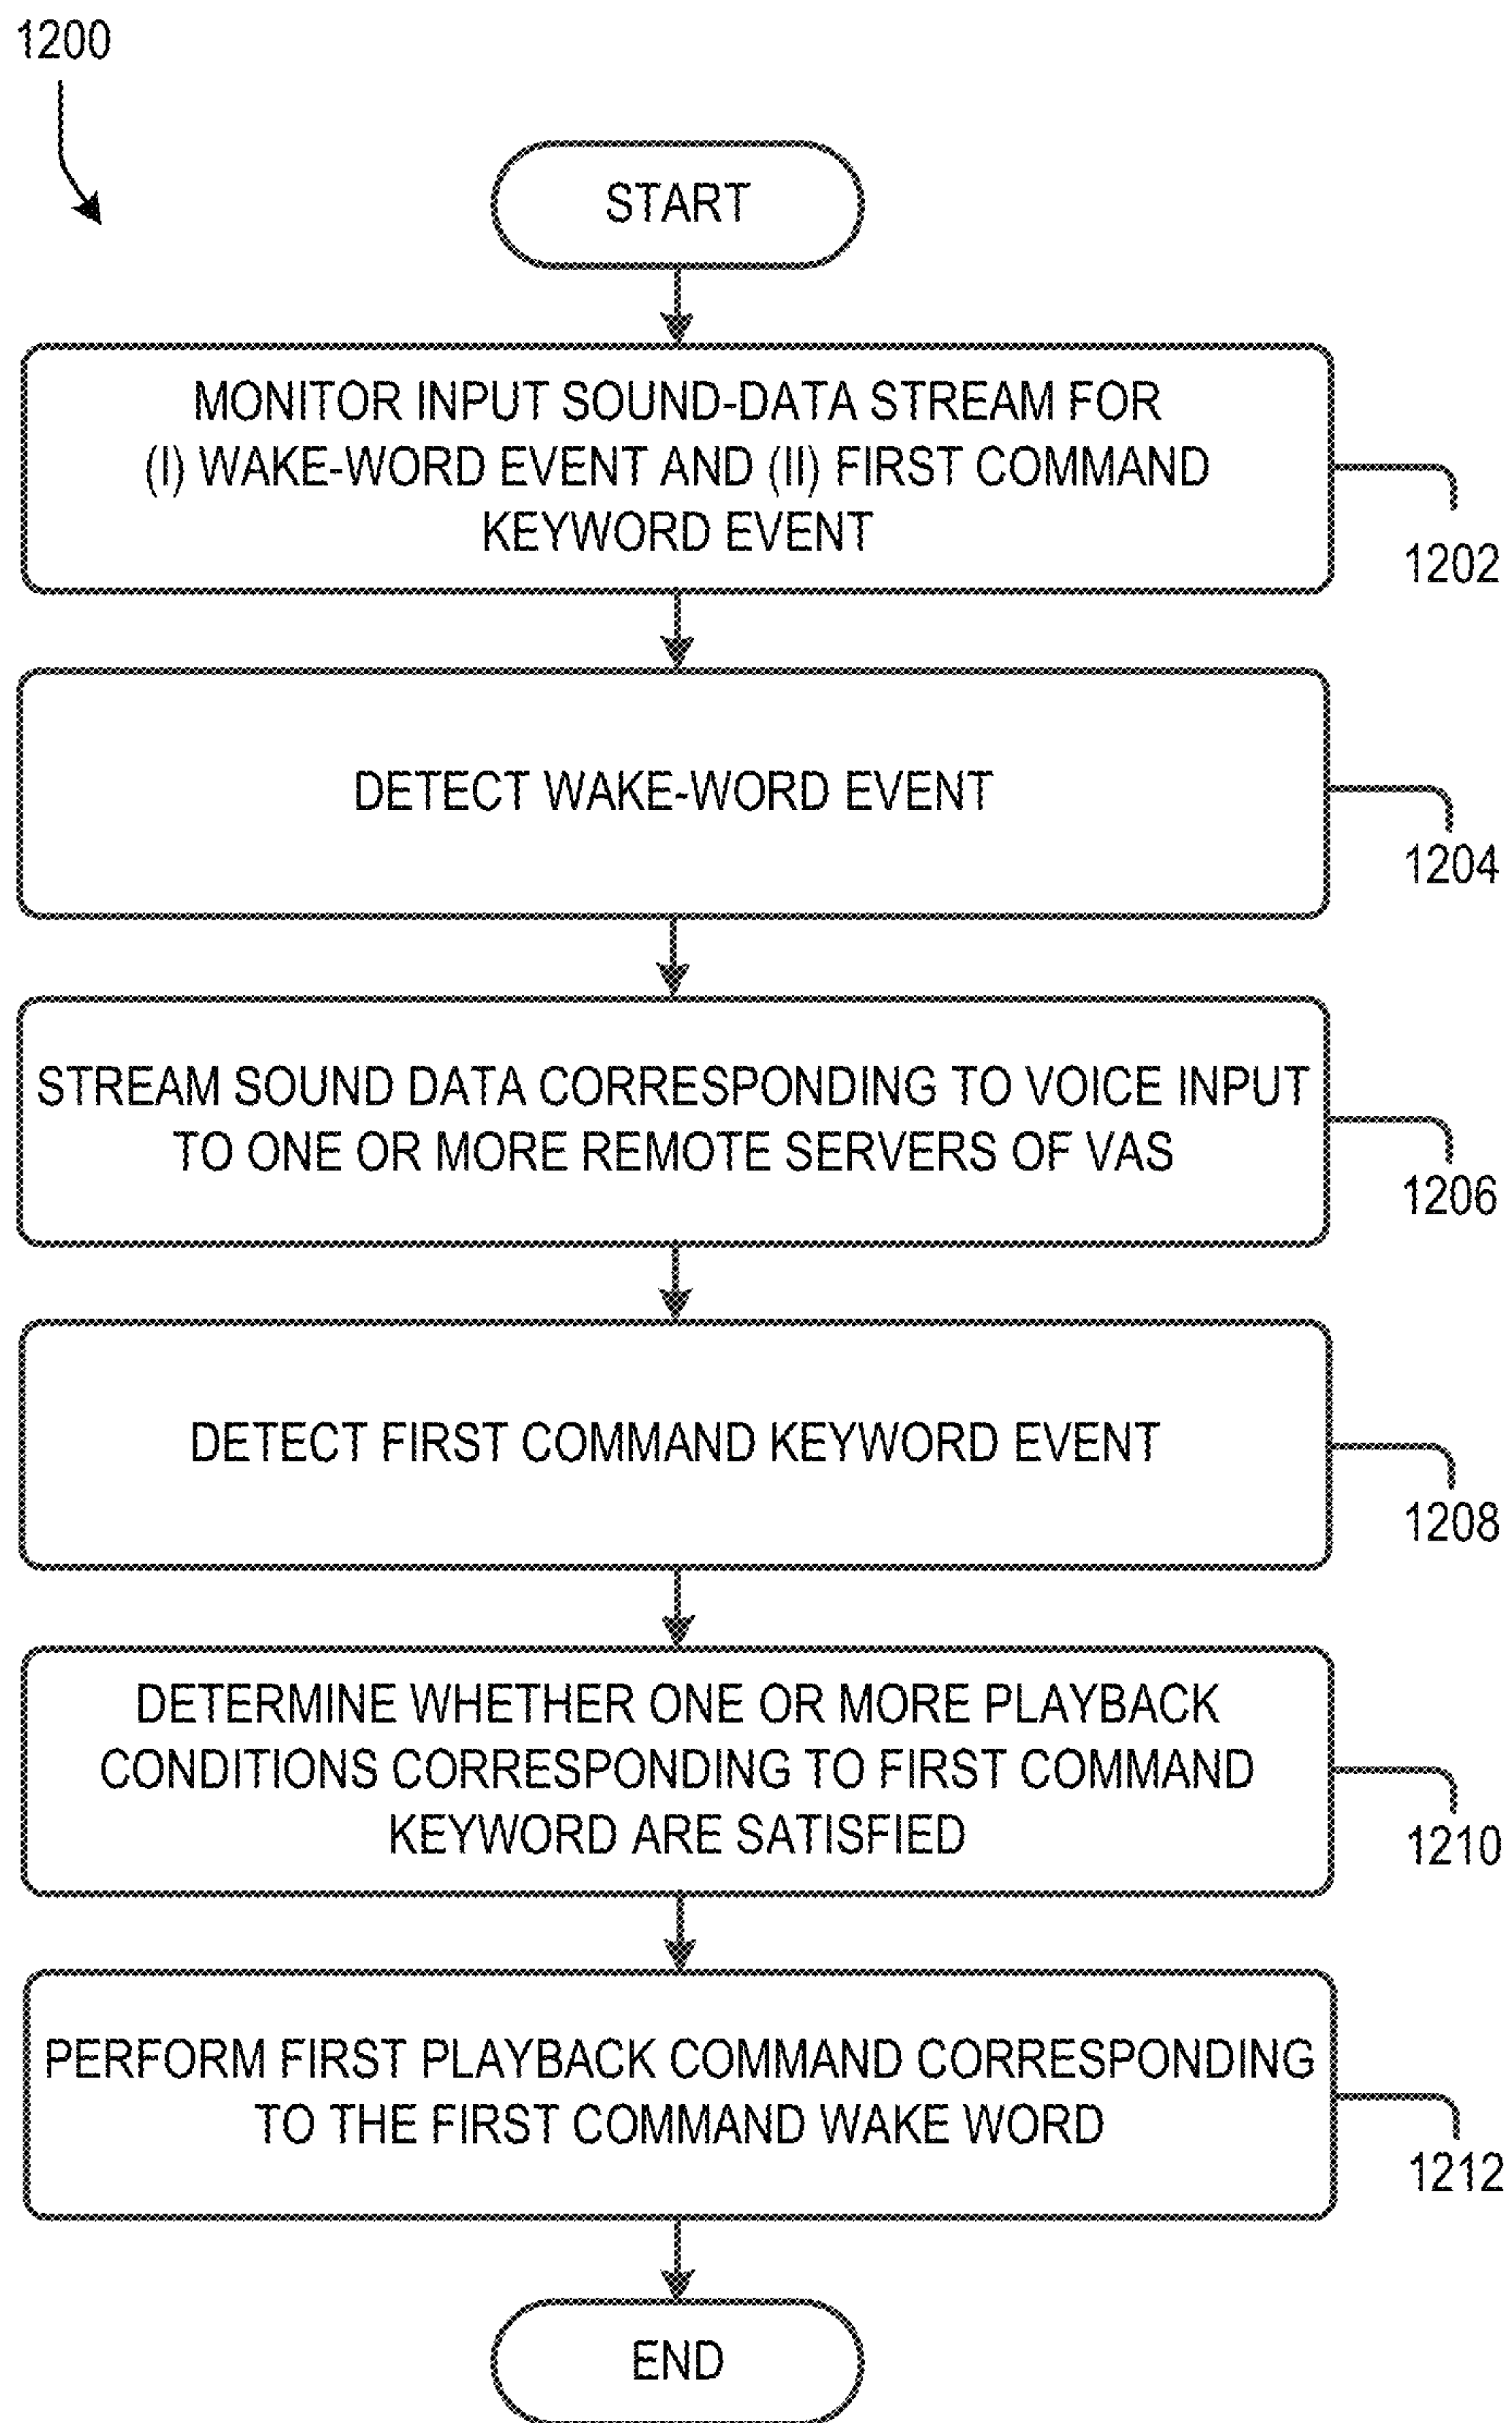 1200
START
MONITOR INPUT SOUND-DATA STREAM FOR
(I) WAKE-WORD EVENT AND (II) FIRST COMMAND
KEYWORD EVENT
1202
DETECT WAKE-WORD EVENT
1204
STREAM SOUND DATA CORRESPONDING TO VOICE INPUT
TO ONE OR MORE REMOTE SERVERS OF VAS
1206
DETECT FIRST COMMAND KEYWORD EVENT
1208
DETERMINE WHETHER ONE OR MORE PLAYBACK
CONDITIONS CORRESPONDING TO FIRST COMMAND
KEYWORD ARE SATISFIED
1210
PERFORM FIRST PLAYBACK COMMAND CORRESPONDING
TO THE FIRST COMMAND WAKE WORD
1212
END